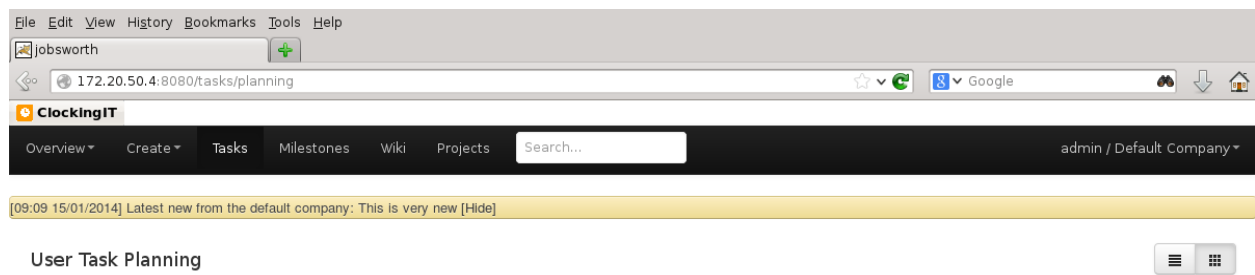 File Edit View History Bookmarks Tools Help
jobsworth
172.20.50.4:8080/tasks/planning
Google
ClockingIT
Overview Create Tasks Milestones Wiki Projects Search... admin / Default Company
[09:09 15/01/2014] Latest new from the default company: This is very new [Hide]
User Task Planning